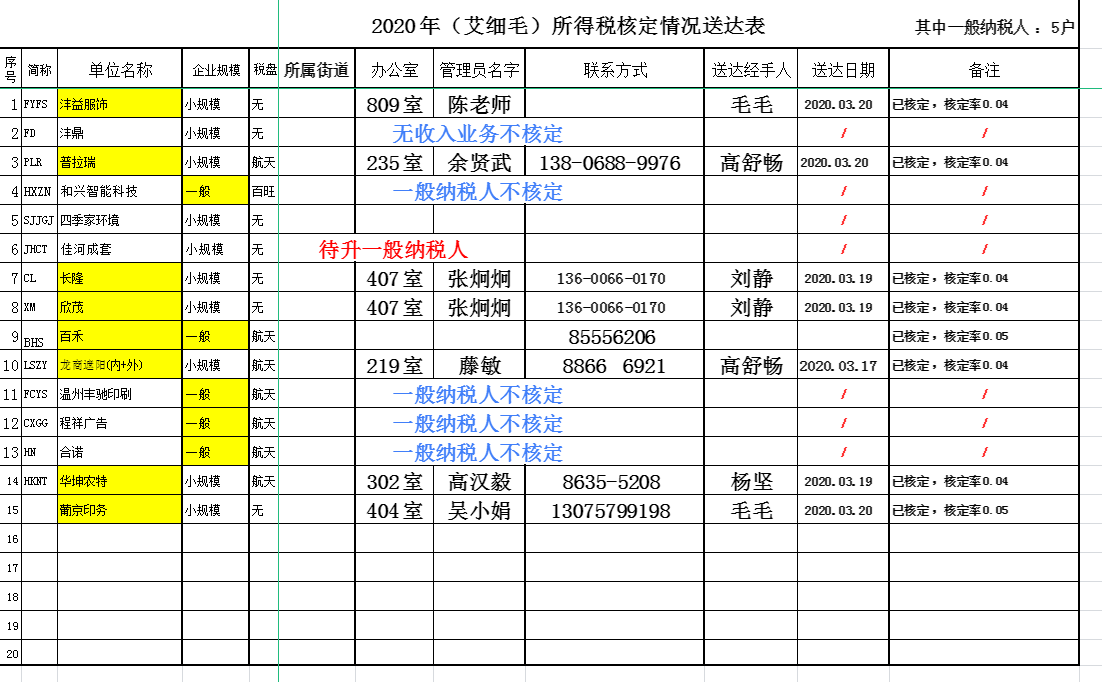 2020年（艾细毛）所得税核定情况送达表 其中一般纳税人：5户
序号 简称 单位名称 企业规模 税盘 所属街道 办公室 管理员名字 联系方式 送达经手人 送达日期 备注
1 FYFS 沣益服饰 小规模 无 809室 陈老师 毛毛 2020.03.20 已核定，核定率0.04
2 FD 沣鼎 小规模 无 无收入业务不核定 / /
3 PLR 普拉瑞 小规模 航天 235室 余贤武 138-0688-9976 高舒畅 2020.03.20 已核定，核定率0.04
4 HXZN 和兴智能科技 一般 百旺 一般纳税人不核定 / /
5 SJJGJ 四季家环境 小规模 无 / /
6 JHCT 佳河成套 小规模 无 待升一般纳税人 / /
7 CL 长隆 小规模 无 407室 张炯炯 136-0066-0170 刘静 2020.03.19 已核定，核定率0.04
8 XM 欣茂 小规模 无 407室 张炯炯 136-0066-0170 刘静 2020.03.19 已核定，核定率0.04
9 BHS 百禾 一般 航天 85556206 已核定，核定率0.05
10 LSZY 龙商遮阳(内+外) 小规模 航天 219室 藤敏 8866 6921 高舒畅 2020.03.17 已核定，核定率0.04
11 FCYS 温州丰驰印刷 一般 航天 一般纳税人不核定 / /
12 CXGG 程祥广告 一般 航天 一般纳税人不核定 / /
13 HN 合诺 一般 航天 一般纳税人不核定 / /
14 HKNT 华坤农特 小规模 航天 302室 高汉毅 8635-5208 杨坚 2020.03.19 已核定，核定率0.04
15 葡京印务 小规模 无 404室 吴小娟 13075799198 毛毛 2020.03.20 已核定，核定率0.05
16
17
18
19
20